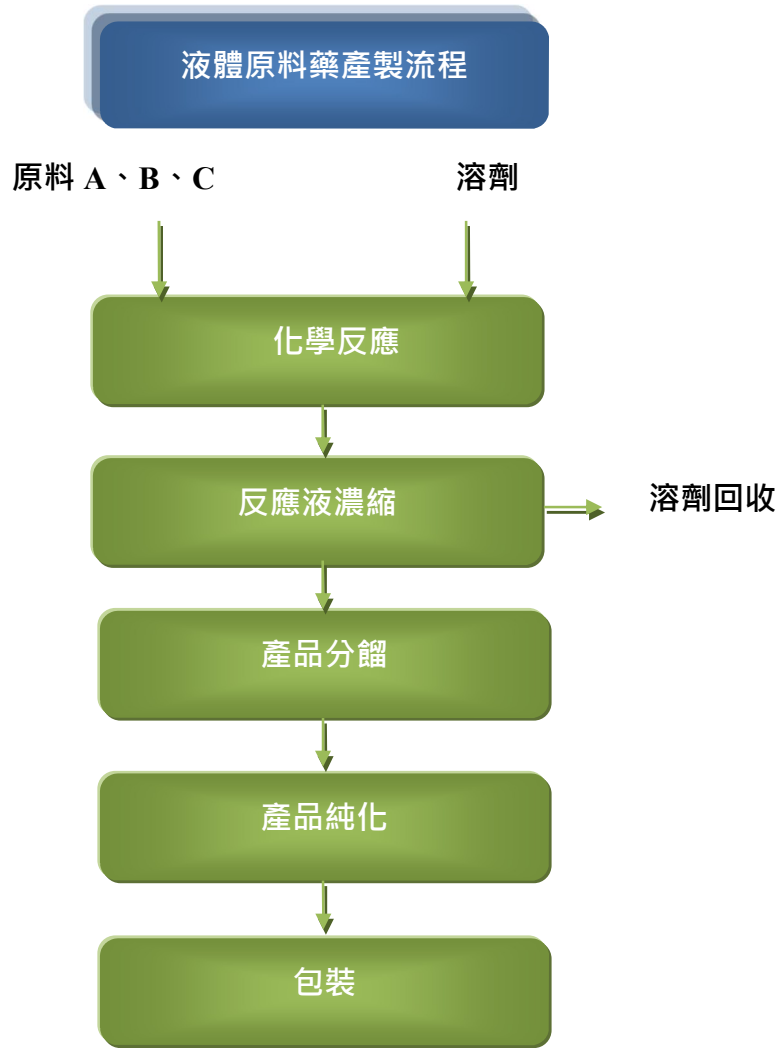 液體原料藥產製流程
原料 A、B、C
溶劑
化學反應
反應液濃縮
溶劑回收
產品分餾
產品純化
包裝